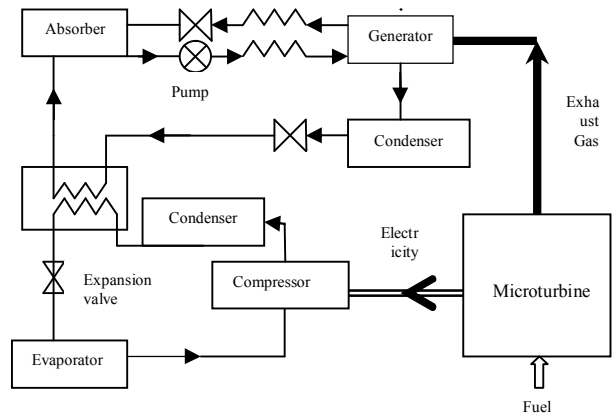 Absorber
Generator
Pump
Exha
ust
Gas
Condenser
Condenser
Electr
icity
Expansion
valve
Compressor
Microturbine
Evaporator
Fuel